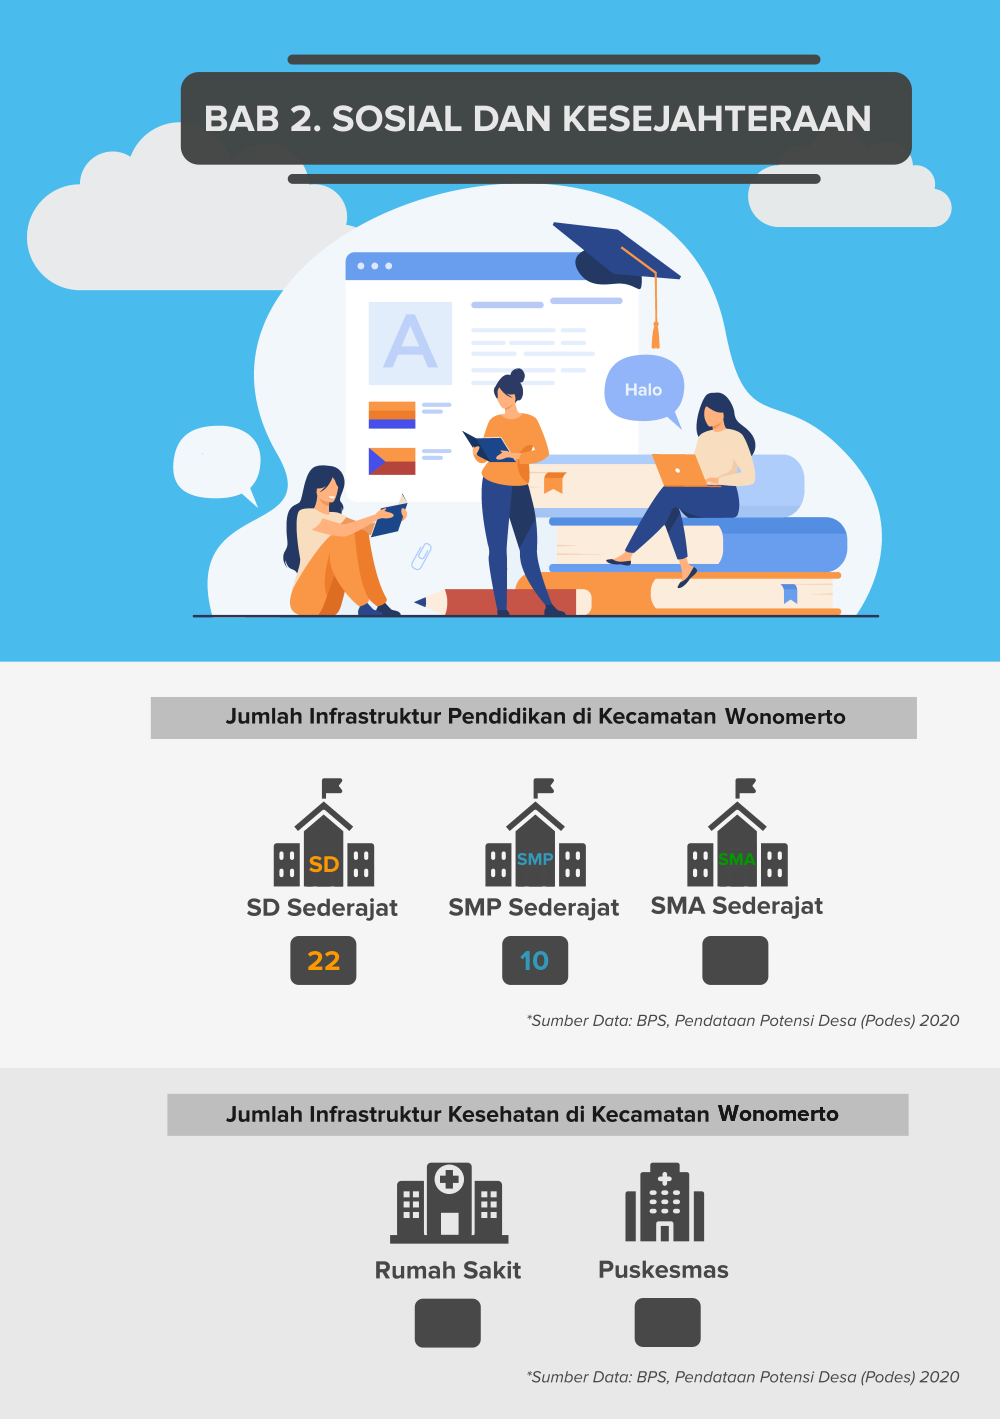 BAB 2. SOSIAL DAN KESEJAHTERAAN
A
Halo
Jumlah Infrastruktur Pendidikan di Kecamatan Wonomerto
SD
SMP
SMA
SD Sederajat
SMP Sederajat
SMA Sederajat
22
10
*Sumber Data: BPS, Pendataan Potensi Desa (Podes) 2020
Jumlah Infrastruktur Kesehatan di Kecamatan Wonomerto
Rumah Sakit
Puskesmas
*Sumber Data: BPS, Pendataan Potensi Desa (Podes) 2020